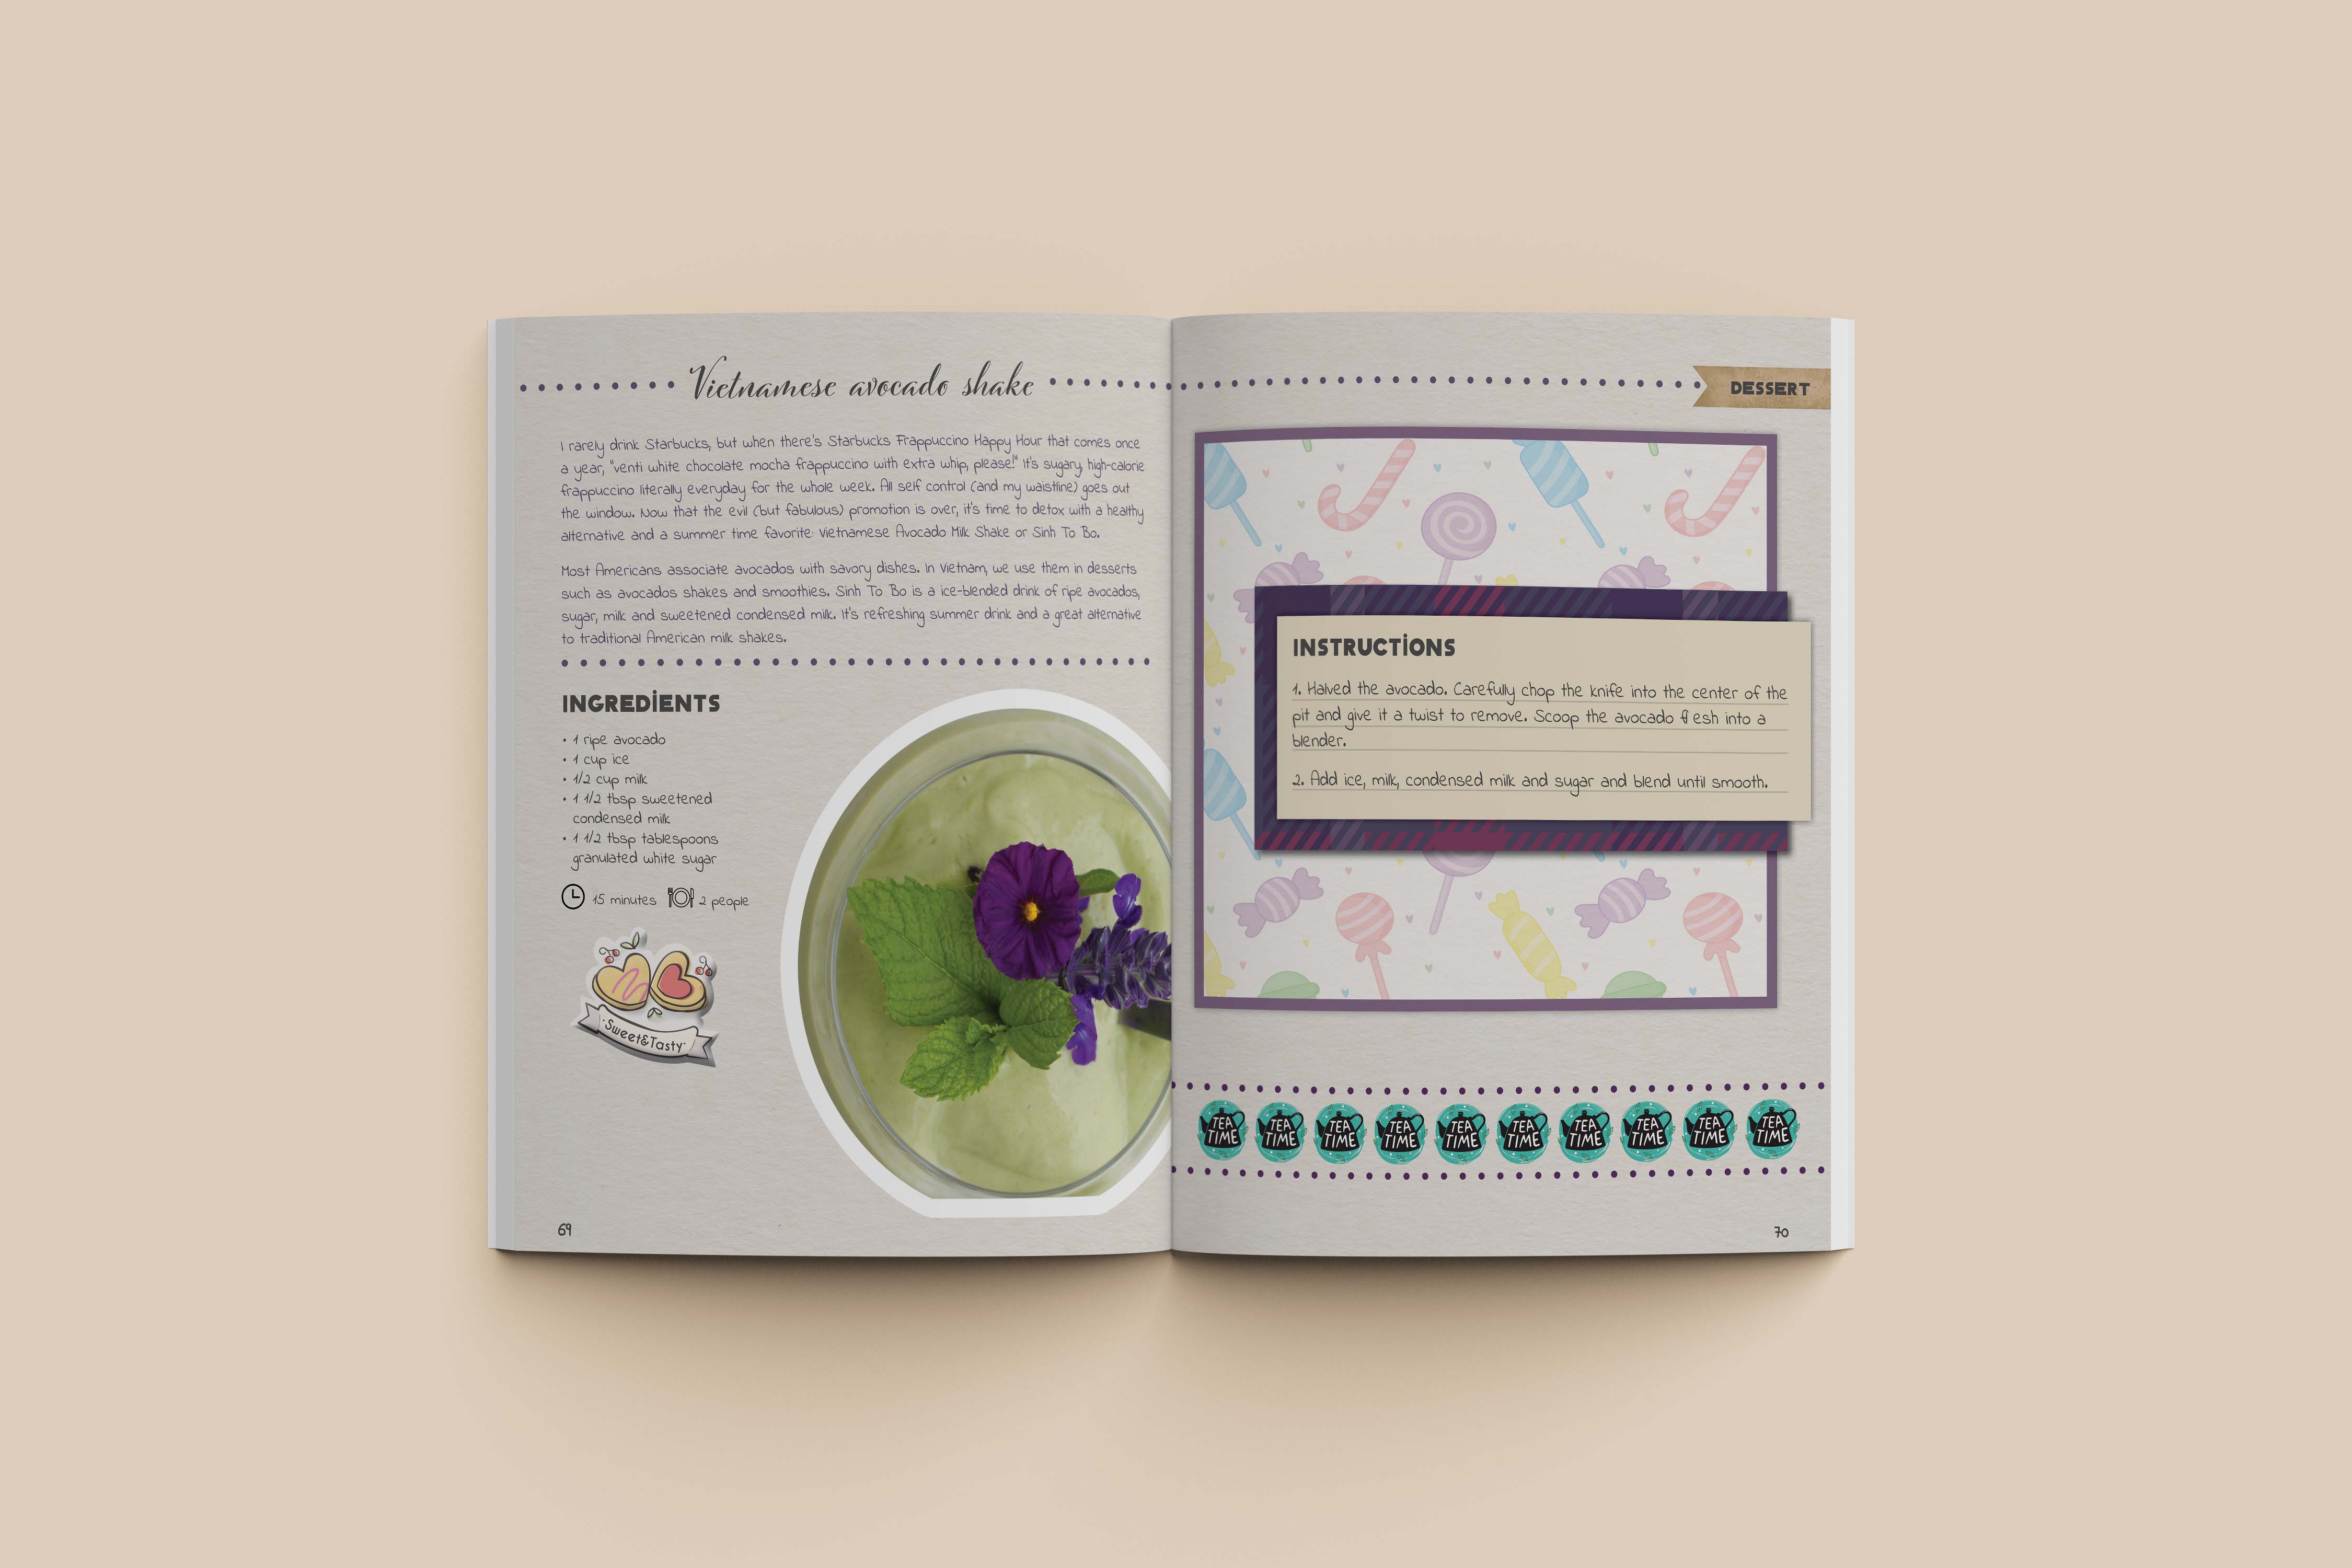 Vietnamese avocado shake
I rarely drink Starbucks, but when there's Starbucks Frappuccino Happy Hour that comes once
a year, "venti white chocolate mocha frappuccino with extra whip, please!" It's sugary, high-calorie
frappuccino literally everyday for the whole week. All self control (and my waistline) goes out
the window. Now that the evil (but fabulous) promotion is over, it's time to detox with a healthy
alternative and a summer time favorite: Vietnamese Avocado Milk Shake or Sinh To Bo.
Most Americans associate avocados with savory dishes. In Vietnam, we use them in desserts
such as avocados shakes and smoothies. Sinh To Bo is a ice-blended drink of ripe avocados,
sugar, milk and sweetened condensed milk. It's refreshing summer drink and a great alternative
to traditional American milk shakes.
INGREDIENTS
• 1 ripe avocado
• 1 cup ice
• 1/2 cup milk
• 1 1/2 tbsp sweetened
condensed milk
• 1 1/2 tbsp tablespoons
granulated white sugar
15 minutes 2 people
·Sweet&Tasty·
69
DESSERT
INSTRUCTIONS
1. Halved the avocado. Carefully chop the knife into the center of the
pit and give it a twist to remove. Scoop the avocado flesh into a
blender.
2. Add ice, milk, condensed milk and sugar and blend until smooth.
TEA TEA TEA TEA TEA TEA TEA TEA TEA TEA
TIME TIME TIME TIME TIME TIME TIME TIME TIME TIME
70